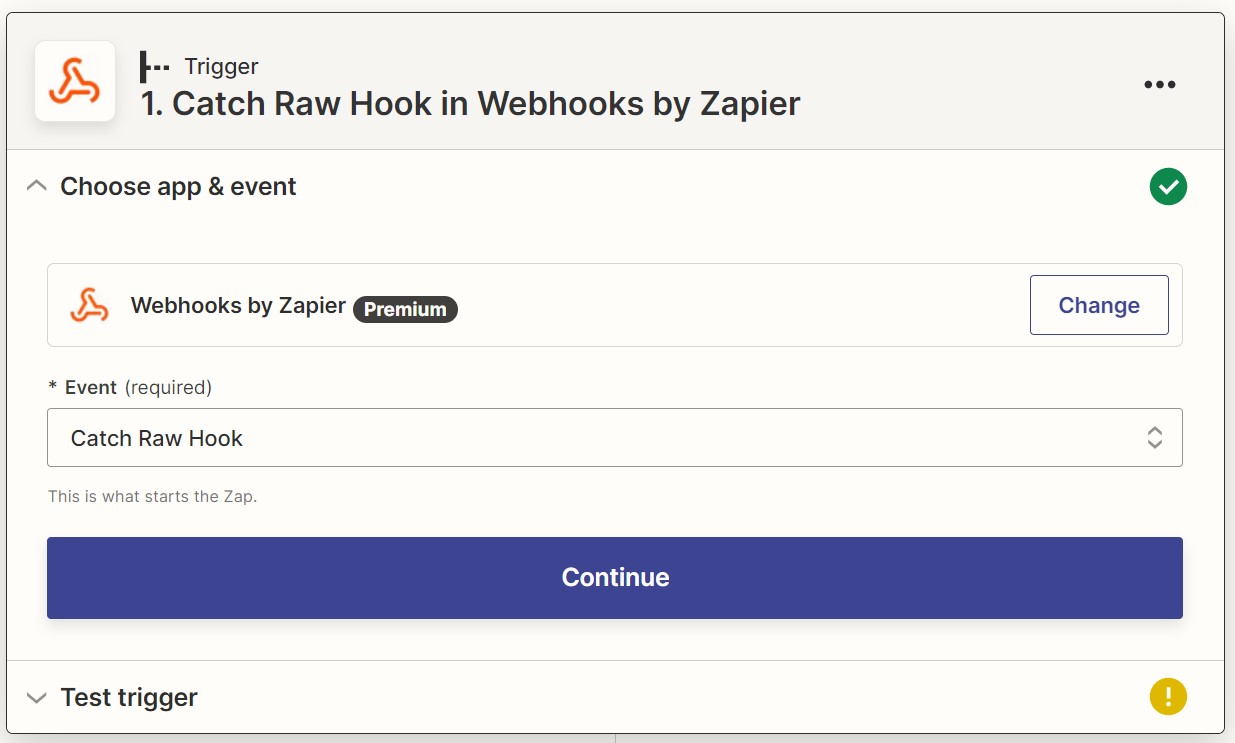 Trigger
1. Catch Raw Hook in Webhooks by Zapier
Choose app & event
Webhooks by Zapier Premium
Change
* Event (required)
Catch Raw Hook
This is what starts the Zap.
Continue
Test trigger